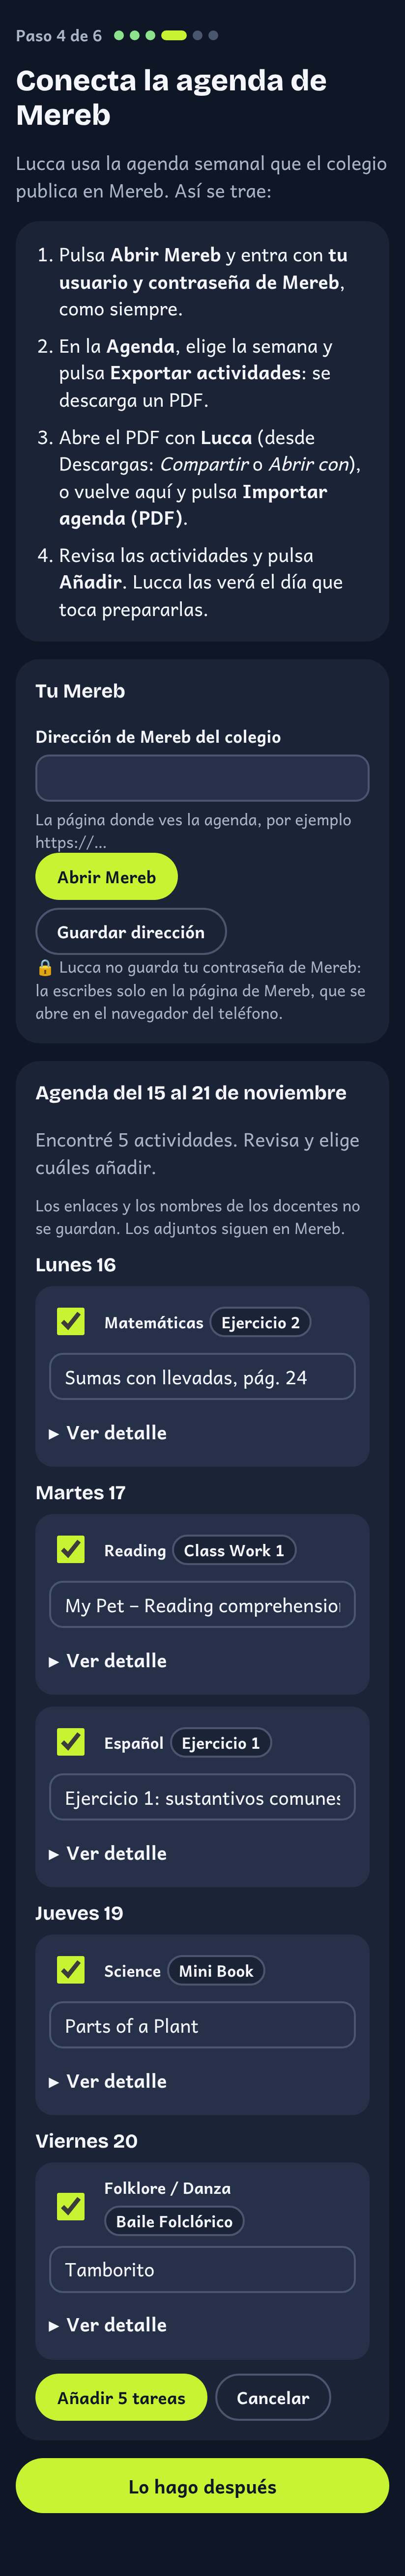 Paso 4 de 6
Conecta la agenda de
Mereb
Lucca usa la agenda semanal que el colegio
publica en Mereb. Así se trae:
1. Pulsa Abrir Mereb y entra con tu
usuario y contraseña de Mereb,
como siempre.
2. En la Agenda, elige la semana y
pulsa Exportar actividades: se
descarga un PDF.
3. Abre el PDF con Lucca (desde
Descargas: Compartir o Abrir con),
o vuelve aquí y pulsa Importar
agenda (PDF).
4. Revisa las actividades y pulsa
Añadir. Lucca las verá el día que
toca prepararlas.
Tu Mereb
Dirección de Mereb del colegio
La página donde ves la agenda, por ejemplo
https://...
Abrir Mereb
Guardar dirección
🔒 Lucca no guarda tu contraseña de Mereb:
la escribes solo en la página de Mereb, que se
abre en el navegador del teléfono.
Agenda del 15 al 21 de noviembre
Encontré 5 actividades. Revisa y elige
cuáles añadir.
Los enlaces y los nombres de los docentes no
se guardan. Los adjuntos siguen en Mereb.
Lunes 16
Matemáticas Ejercicio 2
Sumas con llevadas, pág. 24
▸ Ver detalle
Martes 17
Reading Class Work 1
My Pet – Reading comprehension
▸ Ver detalle
Español Ejercicio 1
Ejercicio 1: sustantivos comunes
▸ Ver detalle
Jueves 19
Science Mini Book
Parts of a Plant
▸ Ver detalle
Viernes 20
Folklore / Danza
Baile Folclórico
Tamborito
▸ Ver detalle
Añadir 5 tareas Cancelar
Lo hago después